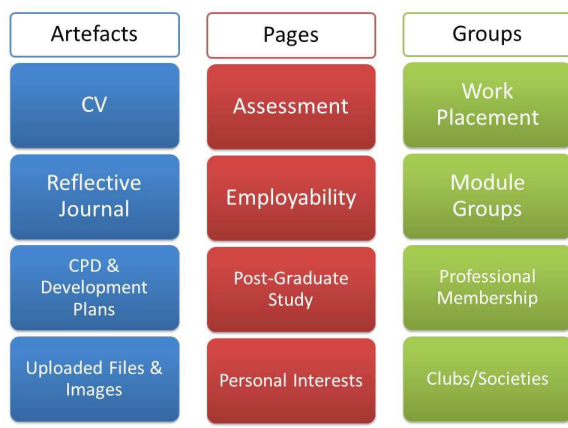 Artefacts
CV
Reflective
Journal
CPD &
Development
Plans
Uploaded Files &
Images
Pages
Assessment
Employability
Post-Graduate
Study
Personal Interests
Groups
Work
Placement
Module
Groups
Professional
Membership
Clubs/Societies